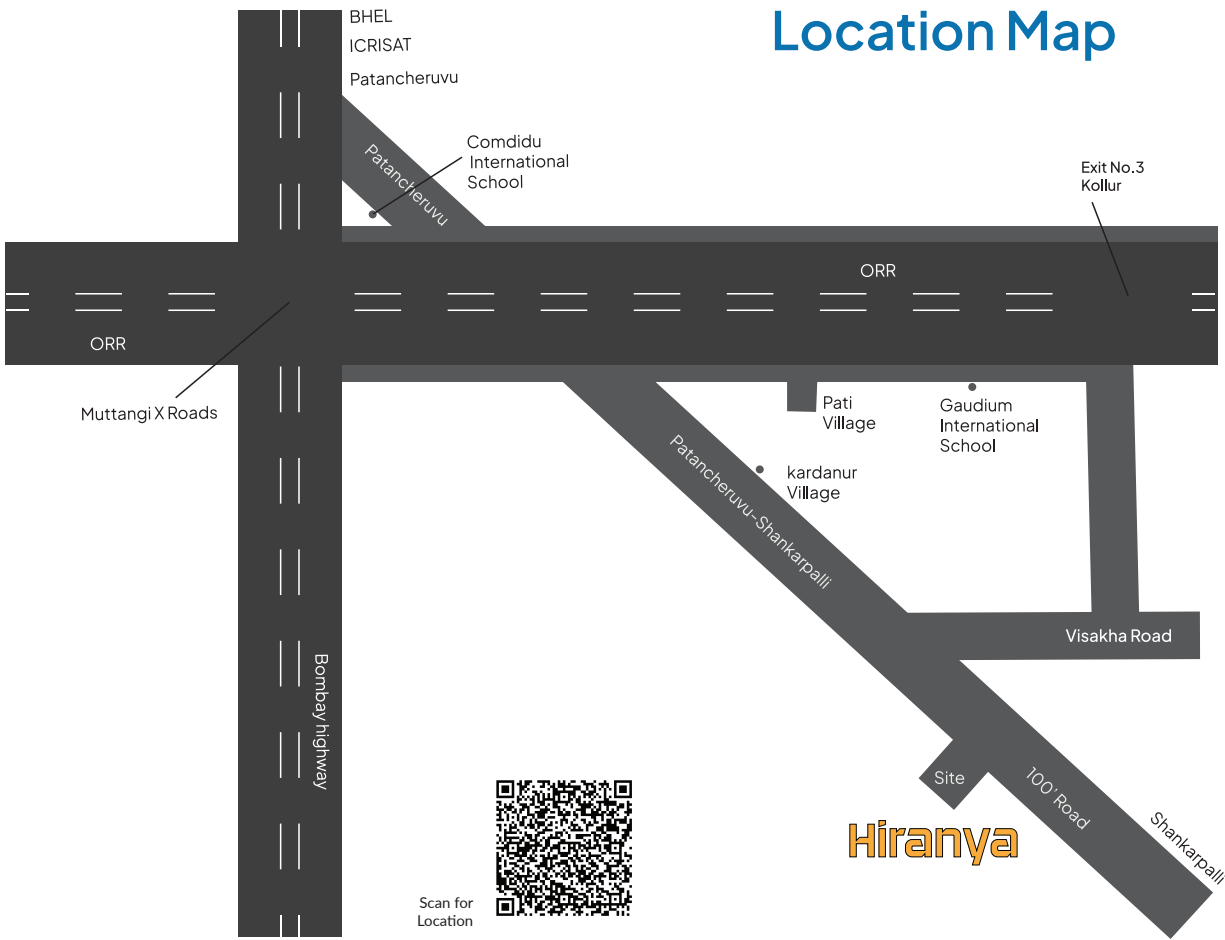 Location Map
BHEL
ICRISAT
Patancheruvu
Patancheruvu
Comdidu
International
School
Exit No.3
Kollur
ORR
ORR
Muttangi X Roads
Pati
Village
Gaudium
International
School
Patancheruvu-Shankarpalli
kardanur
Village
Visakha Road
Bombay highway
Site
100' Road
Shankarpalli
Hiranya
Scan for
Location